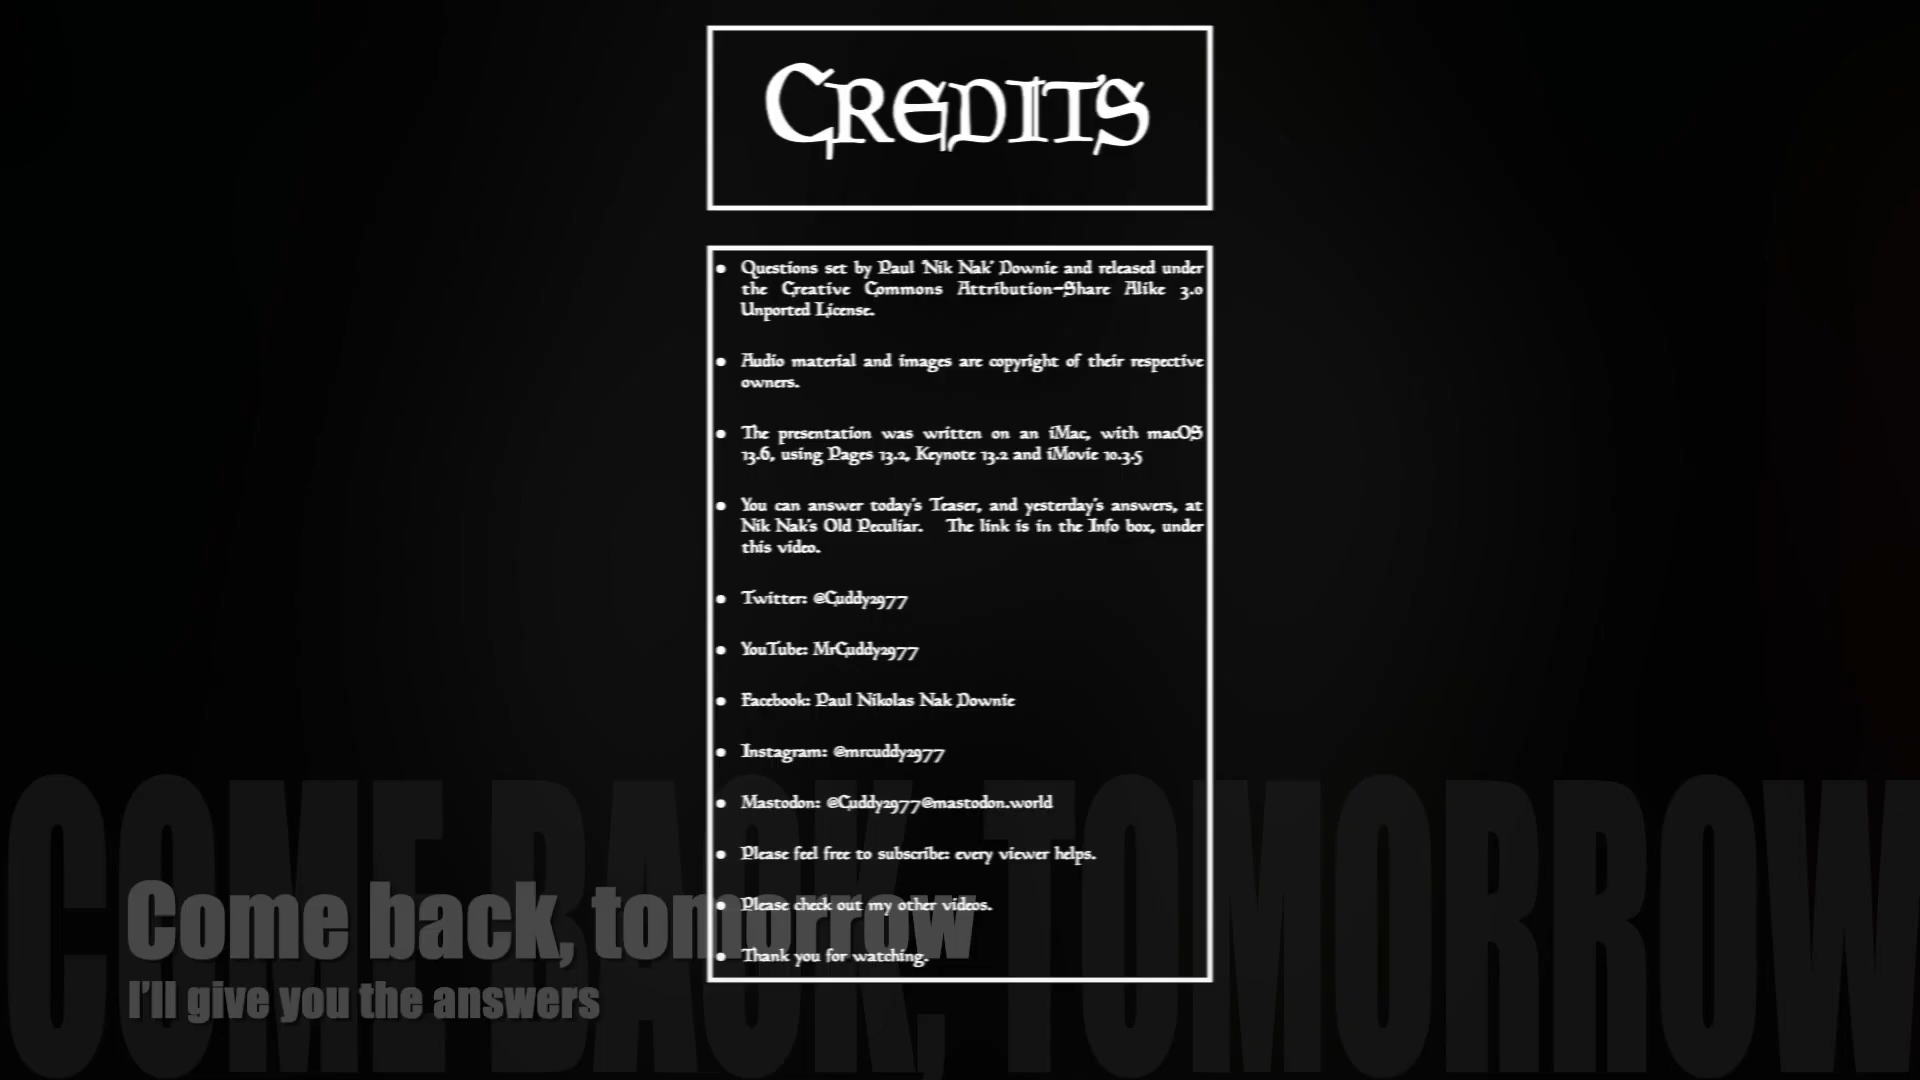 CREDITS
• Questions set by Paul 'Nik Nak' Downie and released under
the Creative Commons Attribution-Share Alike 3.0
Unported License.
• Audio material and images are copyright of their respective
owners.
• The presentation was written on an iMac, with macOS
13.6, using Pages 13.2, Keynote 13.2 and iMovie 10.3.5
• You can answer today's Teaser, and yesterday's answers, at
Nik Nak's Old Peculiar. The link is in the Info box, under
this video.
• Twitter: @Cuddy2977
• YouTube: MrCuddy2977
• Facebook: Paul Nikolas Nak Downie
• Instagram: @mrcuddy2977
• Mastodon: @Cuddy2977@mastodon.world
• Please feel free to subscribe: every viewer helps.
• Please check out my other videos.
• Thank you for watching.
COME BACK, TOMORROW
Come back, tomorrow
I'll give you the answers